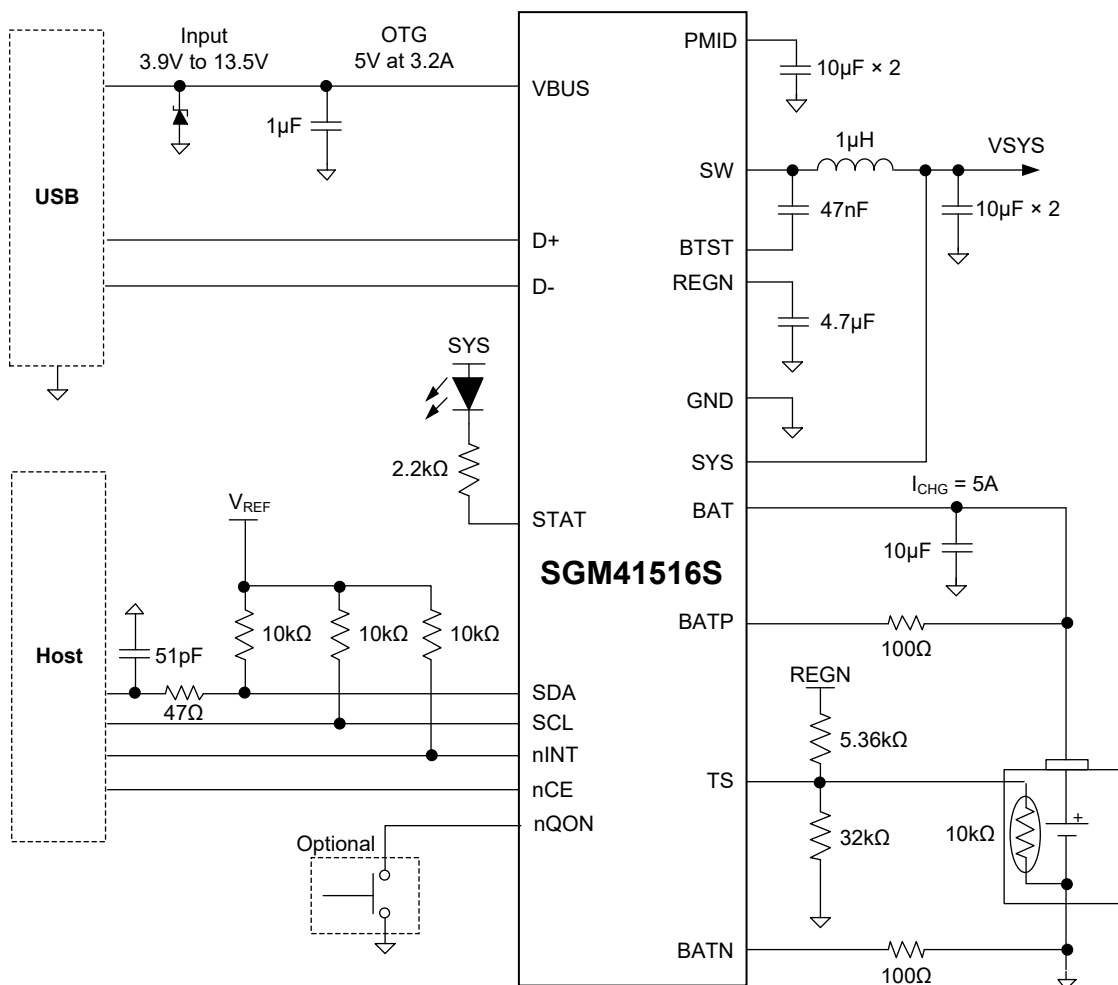 Input
3.9V to 13.5V
OTG
5V at 3.2A
1μF
USB
VBUS
D+
D-
PMID
10μF × 2
1μH
VSYS
SW
47nF
10μF × 2
BTST
REGN
4.7μF
GND
SYS
SYS
2.2kΩ
STAT
I_CHG = 5A
BAT
10μF
SGM41516S
V_REF
10kΩ
10kΩ
10kΩ
51pF
Host
47Ω
SDA
SCL
nINT
nCE
nQON
Optional
BATP
100Ω
REGN
5.36kΩ
TS
32kΩ
10kΩ
+
BATN
100Ω